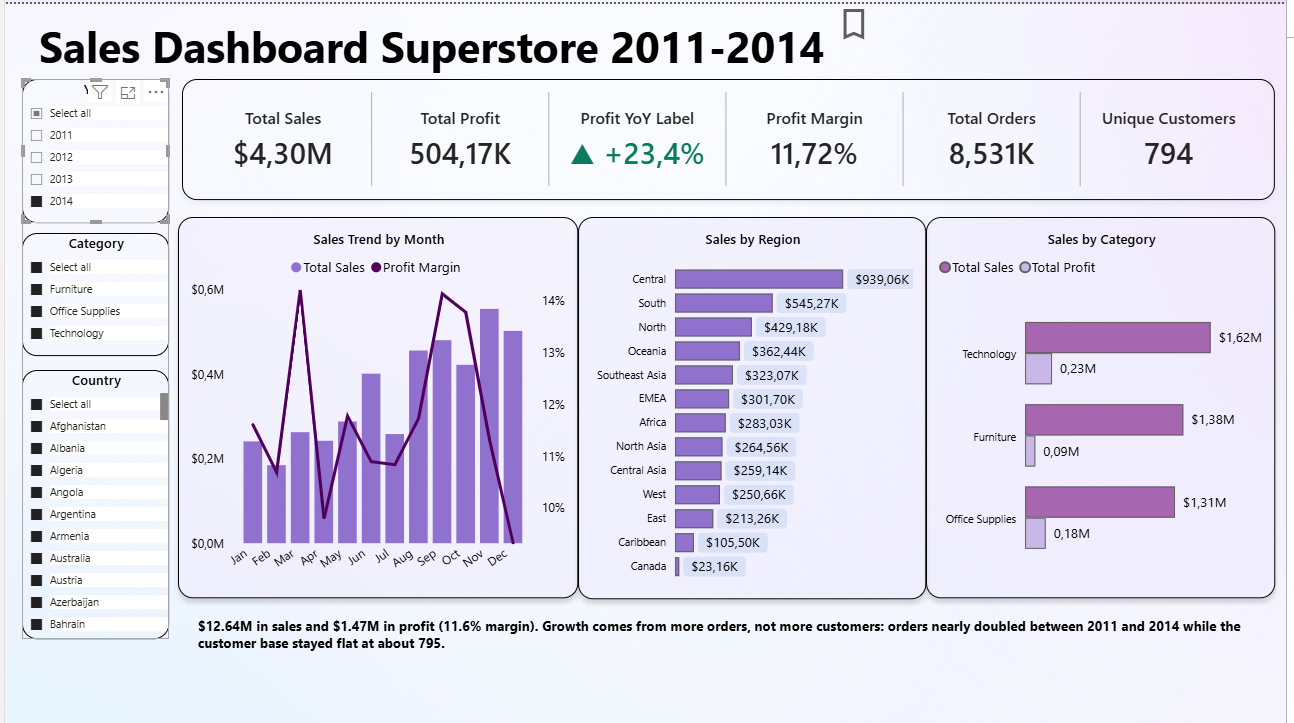 Sales Dashboard Superstore 2011-2014
Select all
2011
2012
2013
2014
Category
Select all
Furniture
Office Supplies
Technology
Country
Select all
Afghanistan
Albania
Algeria
Angola
Argentina
Armenia
Australia
Austria
Azerbaijan
Bahrain
Total Sales
$4,30M
Total Profit
504,17K
Profit YoY Label
▲ +23,4%
Profit Margin
11,72%
Total Orders
8,531K
Unique Customers
794
Sales Trend by Month
Total Sales Profit Margin
$0,6M
$0,4M
$0,2M
$0,0M
14%
13%
12%
11%
10%
Jan Feb Mar Apr May Jun Jul Aug Sep Oct Nov Dec
Sales by Region
Central $939,06K
South $545,27K
North $429,18K
Oceania $362,44K
Southeast Asia $323,07K
EMEA $301,70K
Africa $283,03K
North Asia $264,56K
Central Asia $259,14K
West $250,66K
East $213,26K
Caribbean $105,50K
Canada $23,16K
Sales by Category
Total Sales Total Profit
Technology
$1,62M
0,23M
Furniture
$1,38M
0,09M
Office Supplies
$1,31M
0,18M
$12.64M in sales and $1.47M in profit (11.6% margin). Growth comes from more orders, not more customers: orders nearly doubled between 2011 and 2014 while the
customer base stayed flat at about 795.